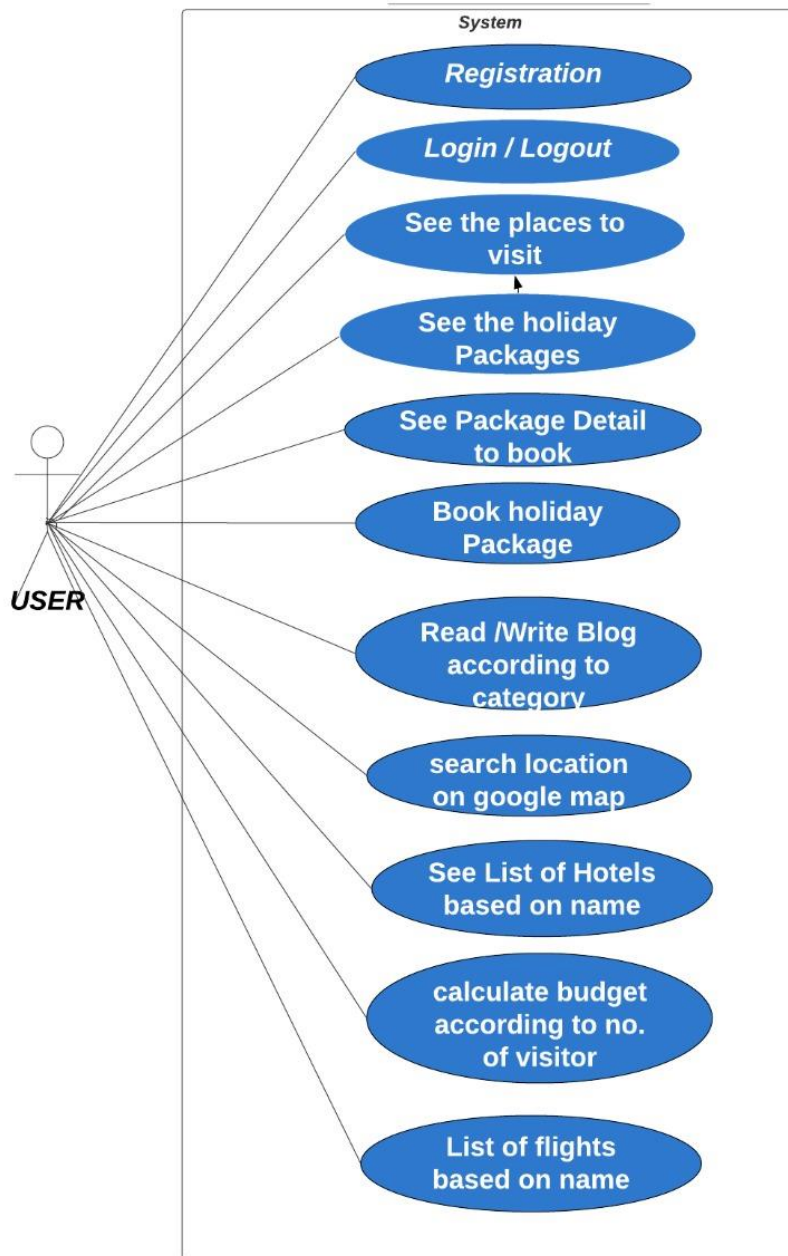 System
Registration
Login / Logout
See the places to
visit
See the holiday
Packages
See Package Detail
to book
Book holiday
Package
USER
Read /Write Blog
according to
category
search location
on google map
See List of Hotels
based on name
calculate budget
according to no.
of visitor
List of flights
based on name